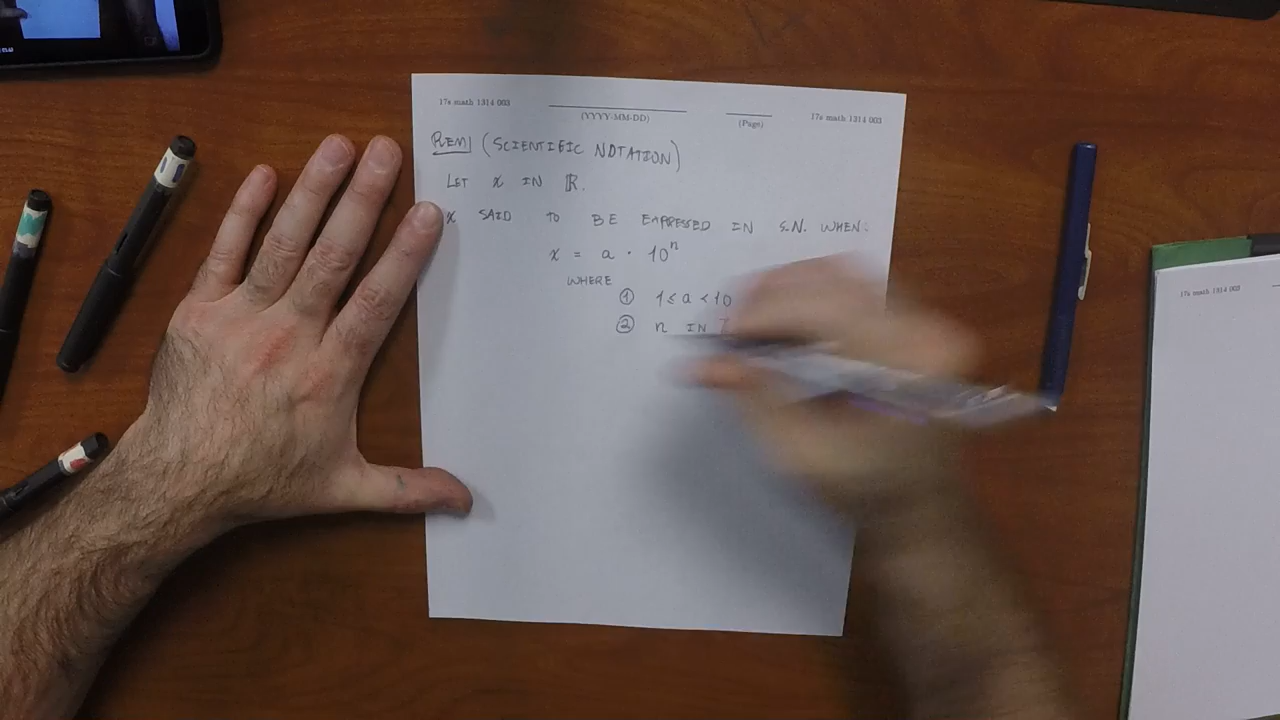 17s math 1314 003 (YYYY-MM-DD) (Page) 17s math 1314 003
REM (SCIENTIFIC NOTATION)
LET x IN ℝ.
x SAID TO BE EXPRESSED IN S.N. WHEN:
x = a · 10ⁿ
WHERE
① 1 ≤ a < 10
② n IN
17s math 1314 003